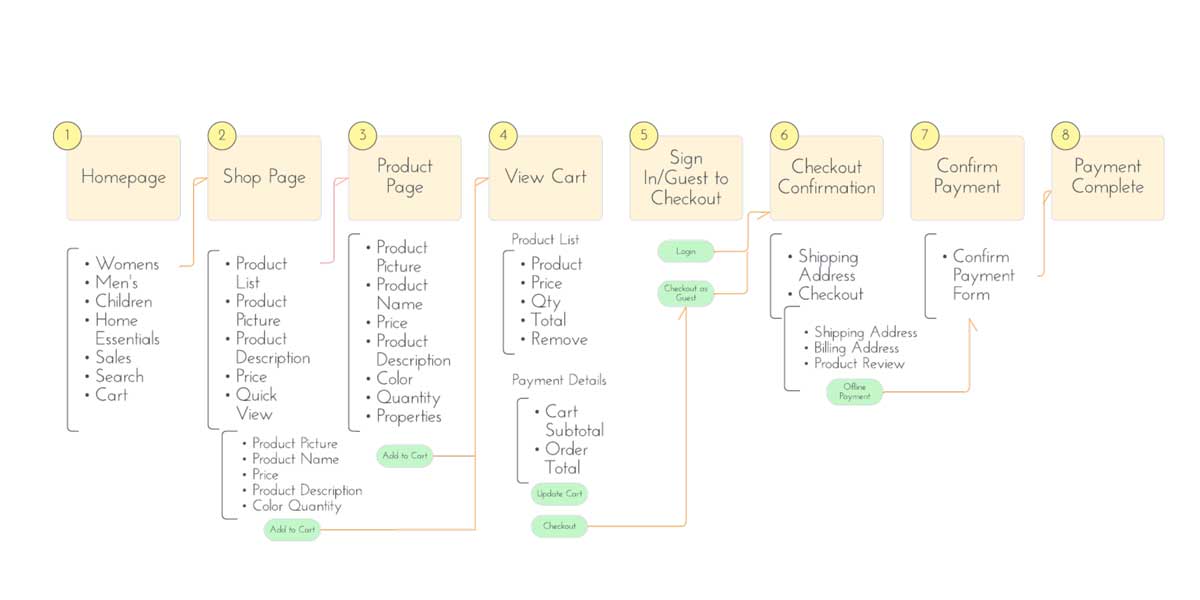 1
Homepage
• Womens
• Men's
• Children
• Home
Essentials
• Sales
• Search
• Cart
2
Shop Page
• Product
List
• Product
Picture
• Product
Description
• Price
• Quick
View
• Product Picture
• Product Name
• Price
• Product Description
• Color Quantity
Add to Cart
3
Product
Page
• Product
Picture
• Product
Name
• Price
• Product
Description
• Color
• Quantity
• Properties
Add to Cart
4
View Cart
Product List
• Product
• Price
• Qty
• Total
• Remove
Payment Details
• Cart
Subtotal
• Order
Total
Update Cart
Checkout
5
Sign
In/Guest to
Checkout
Login
Checkout as
Guest
6
Checkout
Confirmation
• Shipping
Address
• Checkout
• Shipping Address
• Billing Address
• Product Review
Offline
Payment
7
Confirm
Payment
• Confirm
Payment
Form
8
Payment
Complete